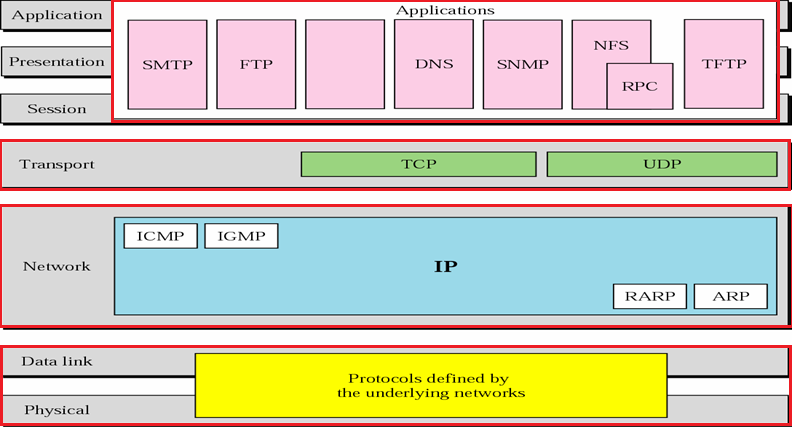 Application
Applications
Presentation
SMTP
FTP
DNS
SNMP
NFS
RPC
TFTP
Session
Transport
TCP
UDP
Network
ICMP
IGMP
IP
RARP
ARP
Data link
Protocols defined by
the underlying networks
Physical